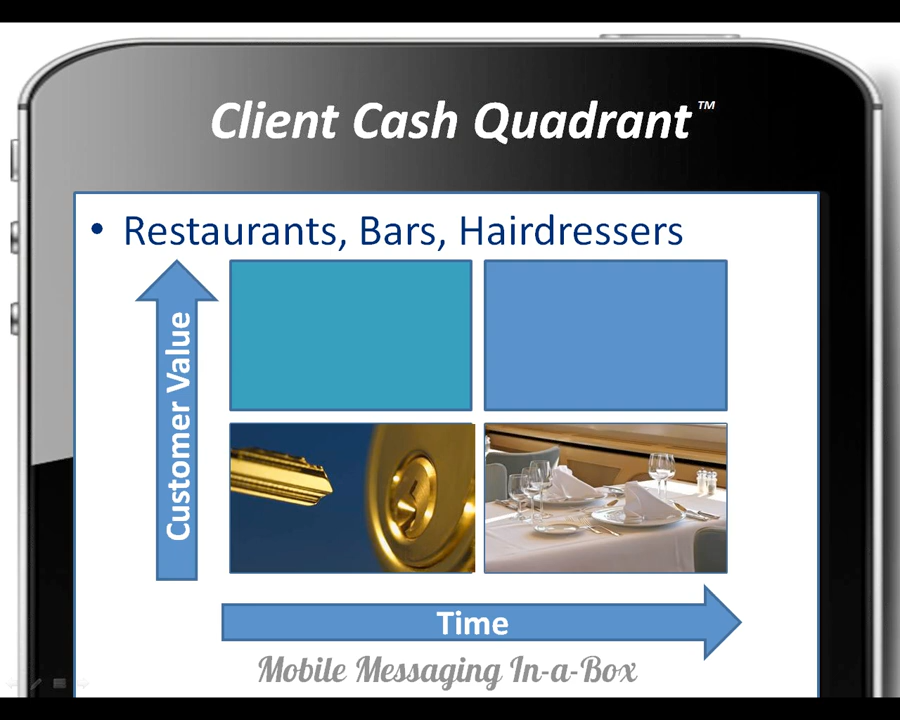 Client Cash Quadrant™
• Restaurants, Bars, Hairdressers
Customer Value
Time
Mobile Messaging In-a-Box